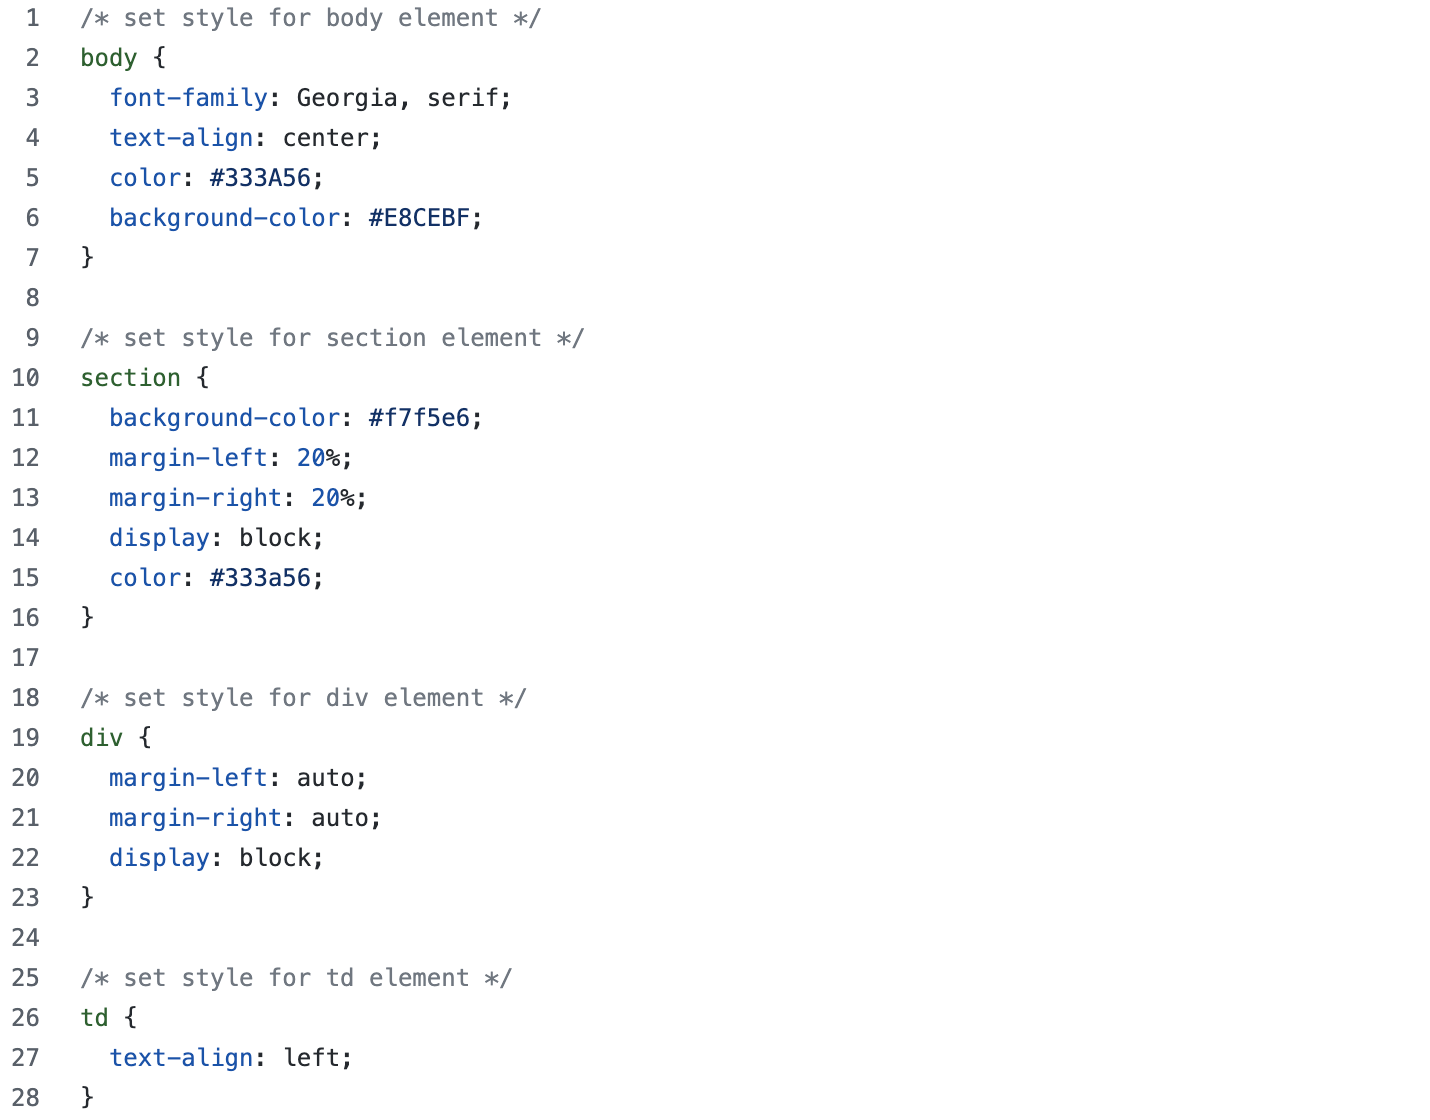 1 /* set style for body element */
2 body {
3   font-family: Georgia, serif;
4   text-align: center;
5   color: #333A56;
6   background-color: #E8CEBF;
7 }
8
9 /* set style for section element */
10 section {
11   background-color: #f7f5e6;
12   margin-left: 20%;
13   margin-right: 20%;
14   display: block;
15   color: #333a56;
16 }
17
18 /* set style for div element */
19 div {
20   margin-left: auto;
21   margin-right: auto;
22   display: block;
23 }
24
25 /* set style for td element */
26 td {
27   text-align: left;
28 }